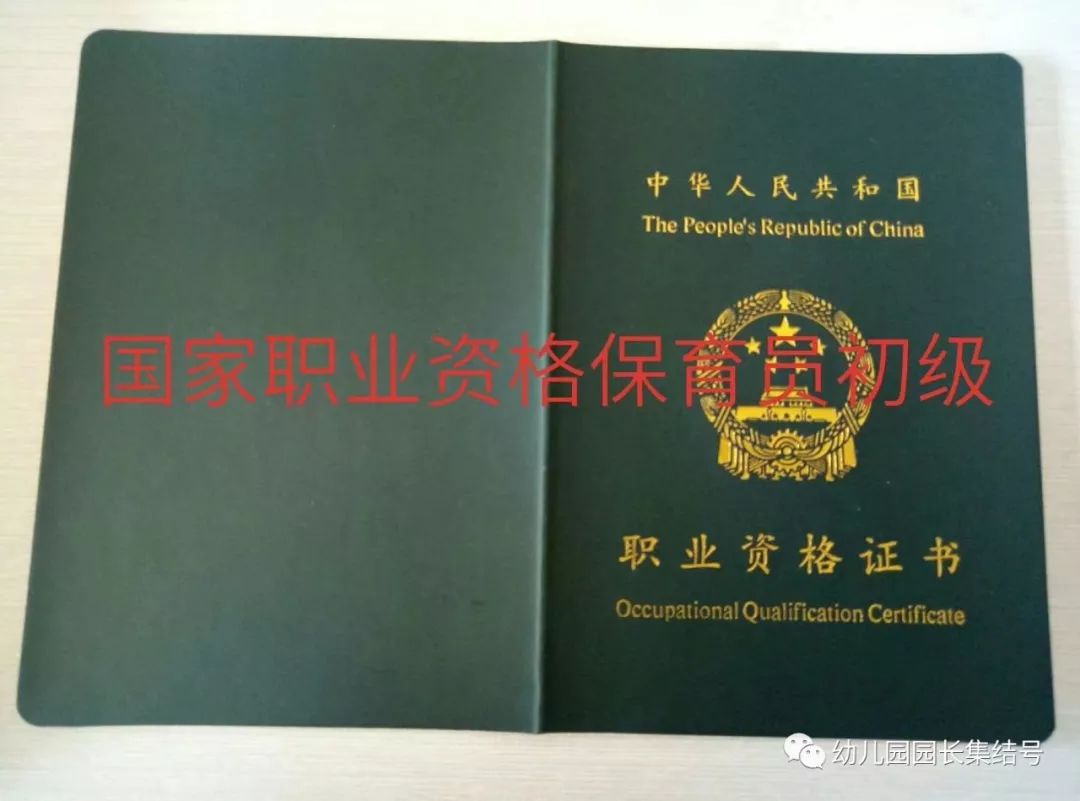 中华人民共和国
The People's Republic of China
国家职业资格保育员初级
职业资格证书
Occupational Qualification Certificate
幼儿园园长集结号